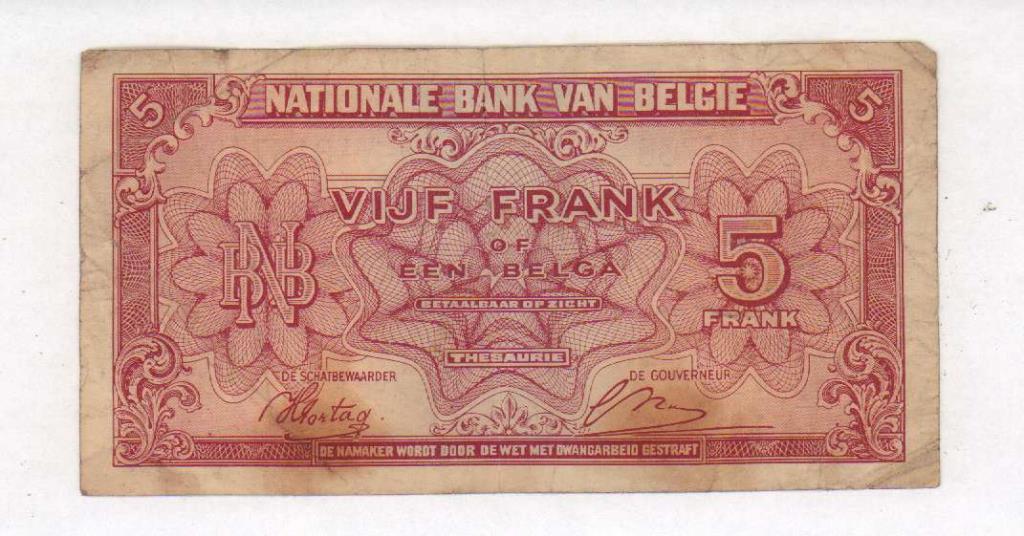 5 NATIONALE BANK VAN BELGIE 5
VIJF FRANK
OF
EEN BELGA
BETAALBAAR OP ZICHT
BNB
5
FRANK
THESAURIE
DE SCHATBEWAARDER
DE GOUVERNEUR
DE NAMAKER WORDT DOOR DE WET MET DWANGARBEID GESTRAFT